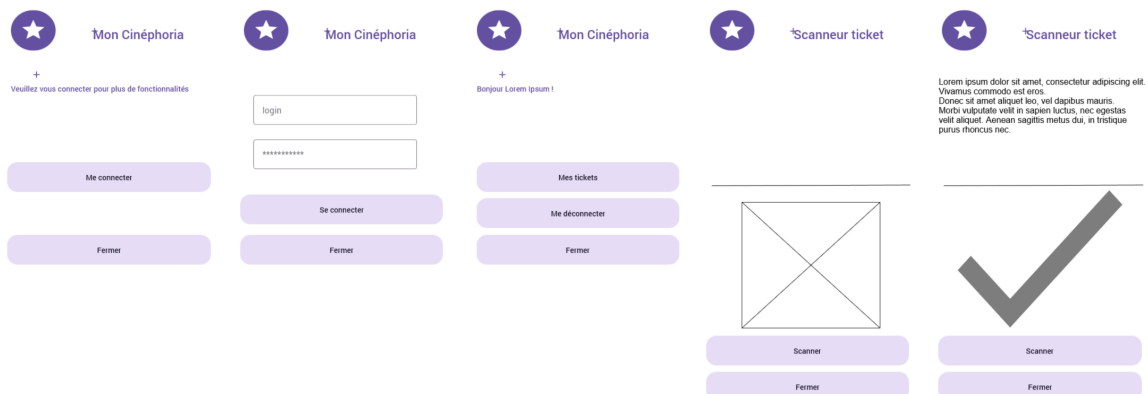 Mon Cinéphoria
Veuillez vous connecter pour plus de fonctionnalités
Me connecter
Fermer
Mon Cinéphoria
login
***********
Se connecter
Fermer
Mon Cinéphoria
Bonjour Lorem Ipsum !
Mes tickets
Me déconnecter
Fermer
Scanneur ticket
Scanner
Fermer
Scanneur ticket
Lorem ipsum dolor sit amet, consectetur adipiscing elit.
Vivamus commodo est eros.
Donec sit amet aliquet leo, vel dapibus mauris.
Morbi vulputate velit in sapien luctus, nec egestas
velit aliquet. Aenean sagittis metus dui, in tristique
purus rhoncus nec.
Scanner
Fermer